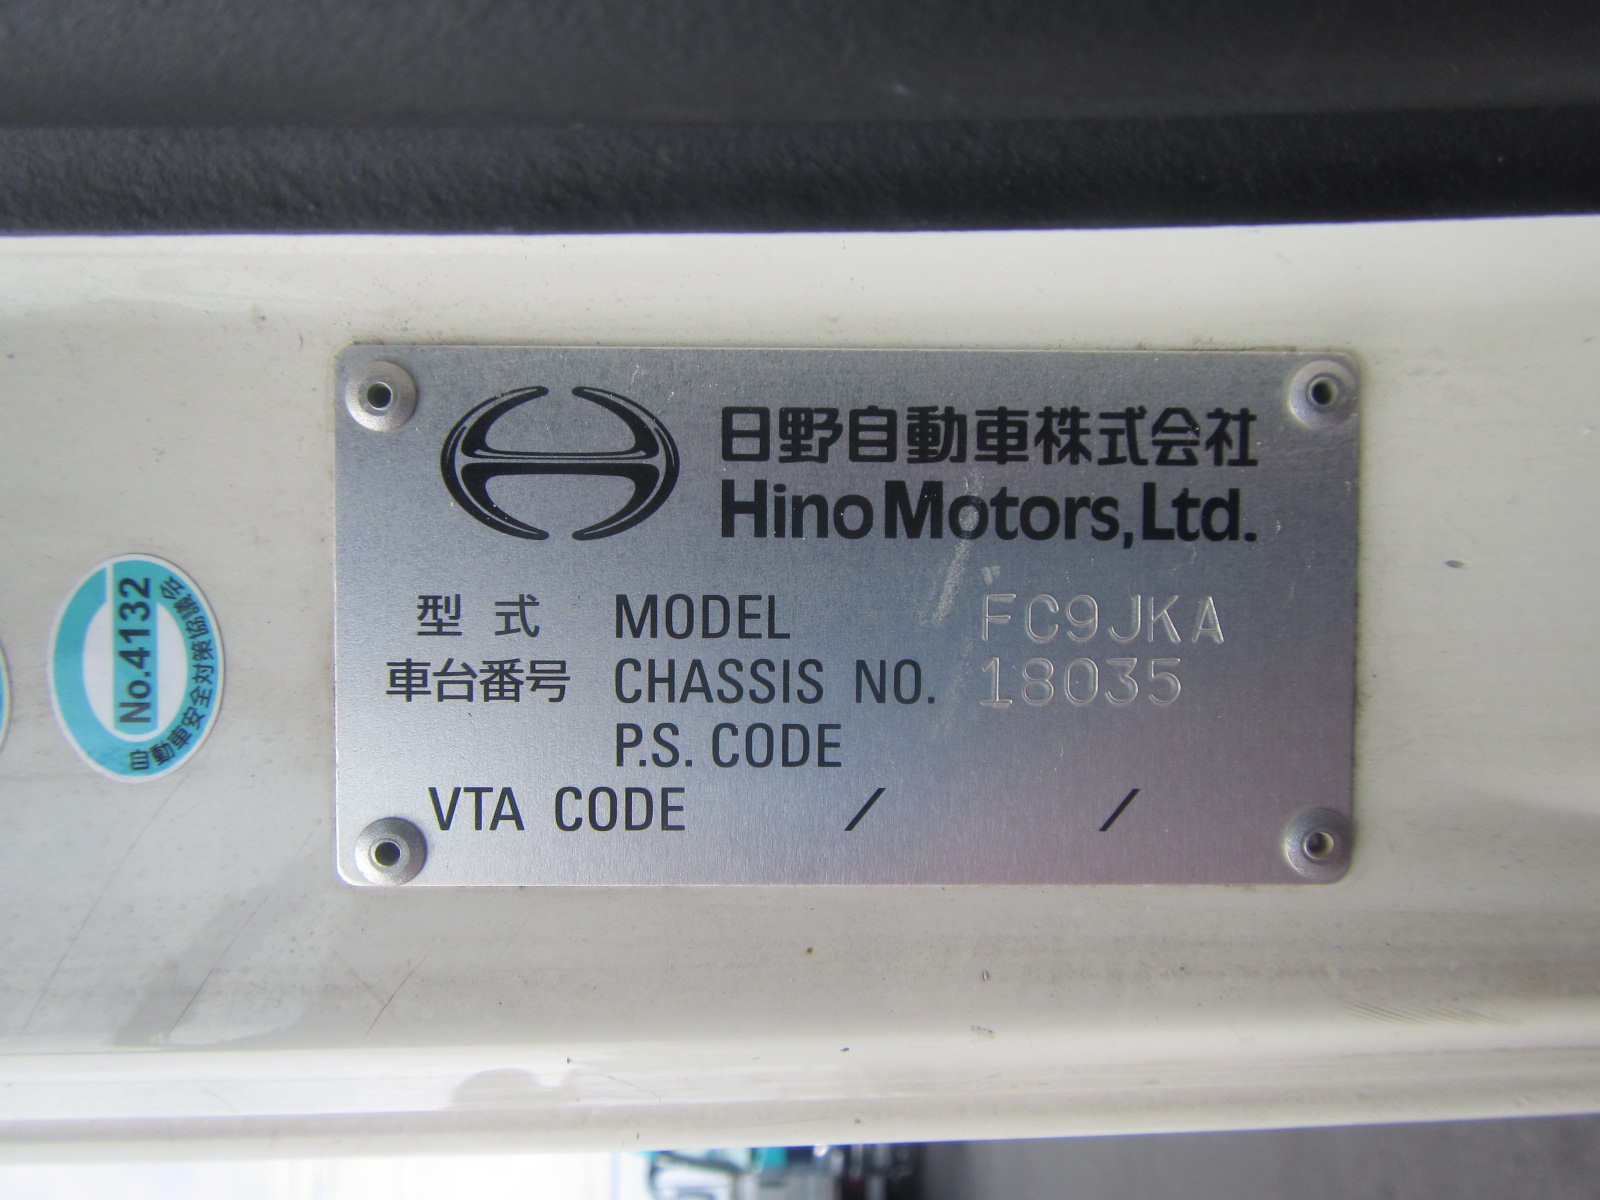 日野自動車株式会社
Hino Motors, Ltd.
型式 MODEL FC9JKA
車台番号 CHASSIS NO. 18035
P.S. CODE
VTA CODE / /
No.4132
自動車安全対策協議会